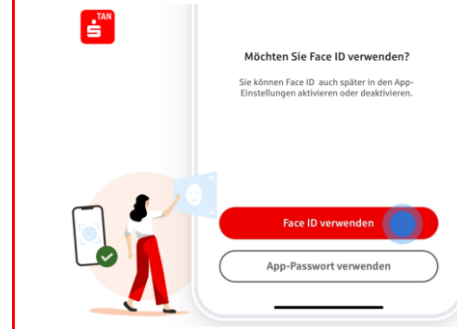 TAN
Möchten Sie Face ID verwenden?
Sie können Face ID auch später in den App-
Einstellungen aktivieren oder deaktivieren.
Face ID verwenden
App-Passwort verwenden